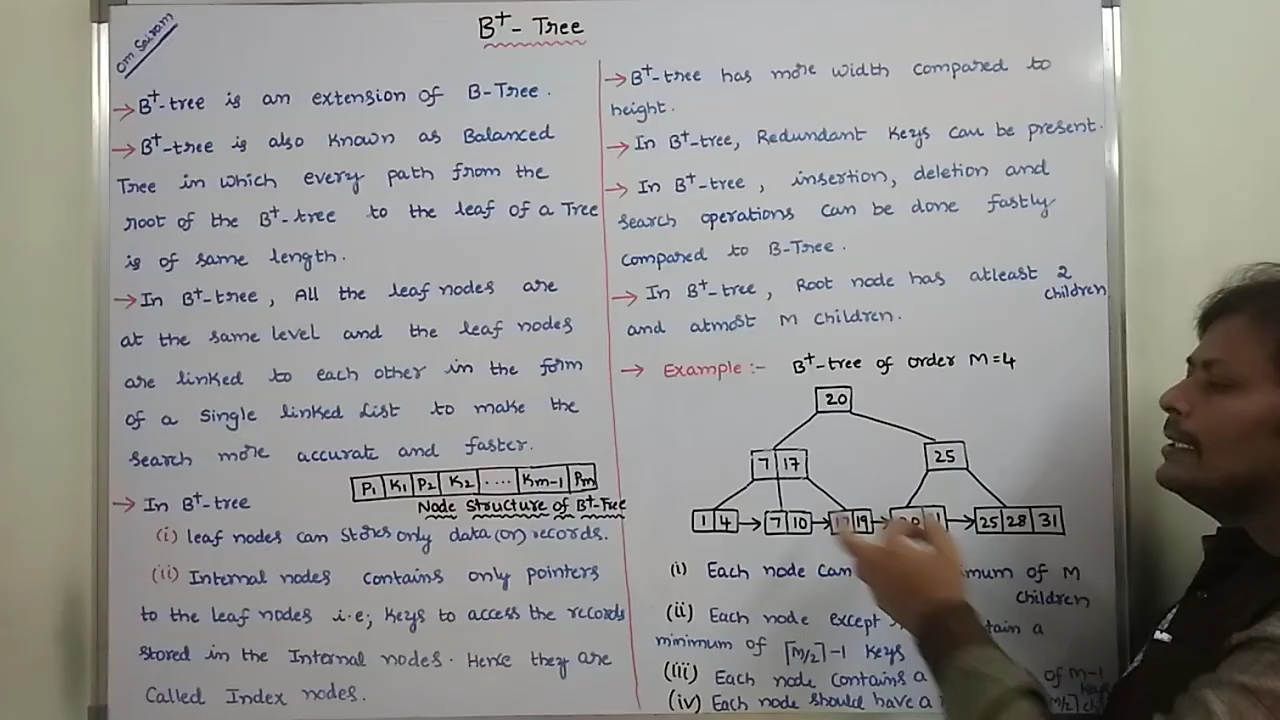 Om Sairam
B+- Tree
→ B+-tree is an extension of B-Tree.
→ B+-tree is also known as Balanced
Tree in which every path from the
root of the B+-tree to the leaf of a Tree
is of same length.
→ In B+-tree, All the leaf nodes are
at the same level and the leaf nodes
are linked to each other in the form
of a single linked list to make the
search more accurate and faster.
P1 K1 P2 K2 .... Km-1 Pm
Node Structure of B+-Tree
→ In B+-tree
(i) leaf nodes can stores only data (or) records.
(ii) Internal nodes contains only pointers
to the leaf nodes i.e; keys to access the records
stored in the Internal nodes. Hence they are
Called Index nodes.
→ B+-tree has more width compared to
height.
→ In B+-tree, Redundant keys can be present.
→ In B+-tree, insertion, deletion and
search operations can be done fastly
compared to B-Tree.
→ In B+-tree, Root node has atleast 2
children
and atmost M children.
→ Example :- B+-tree of order M=4
20
7 17
25
1 4 → 7 10 → 17 19 → → 25 28 31
(i) Each node can of M
children
(ii) Each node except a
minimum of ⌈M/2⌉-1 keys
(iii) Each node contains a of M-1
keys
(iv) Each node should have a